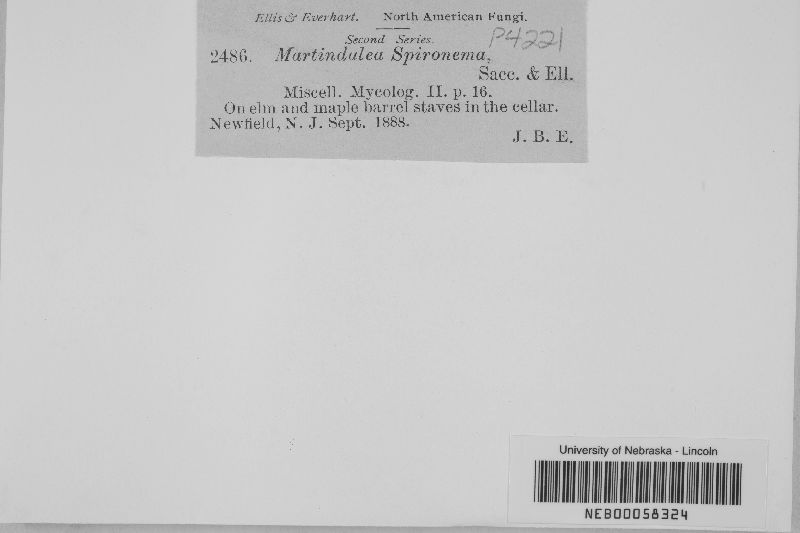 Ellis & Everhart. North American Fungi.
Second Series.
P4221
2486. Martindulea Spironema,
Sacc. & Ell.
Miscell. Mycolog. II. p. 16.
On elm and maple barrel staves in the cellar.
Newfield, N. J. Sept. 1888.
J. B. E.
University of Nebraska - Lincoln
NEB00058324